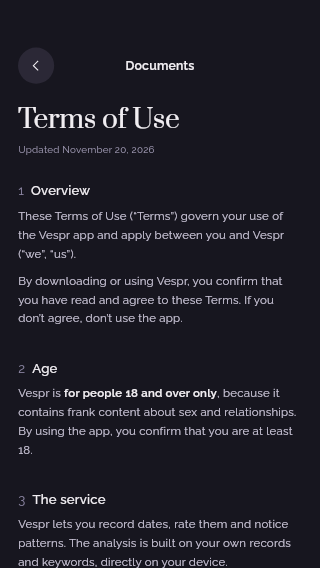 Documents
Terms of Use
Updated November 20, 2026
1 Overview
These Terms of Use (“Terms”) govern your use of
the Vespr app and apply between you and Vespr
(“we”, “us”).
By downloading or using Vespr, you confirm that
you have read and agree to these Terms. If you
don’t agree, don’t use the app.
2 Age
Vespr is for people 18 and over only, because it
contains frank content about sex and relationships.
By using the app, you confirm that you are at least
18.
3 The service
Vespr lets you record dates, rate them and notice
patterns. The analysis is built on your own records
and keywords, directly on your device.